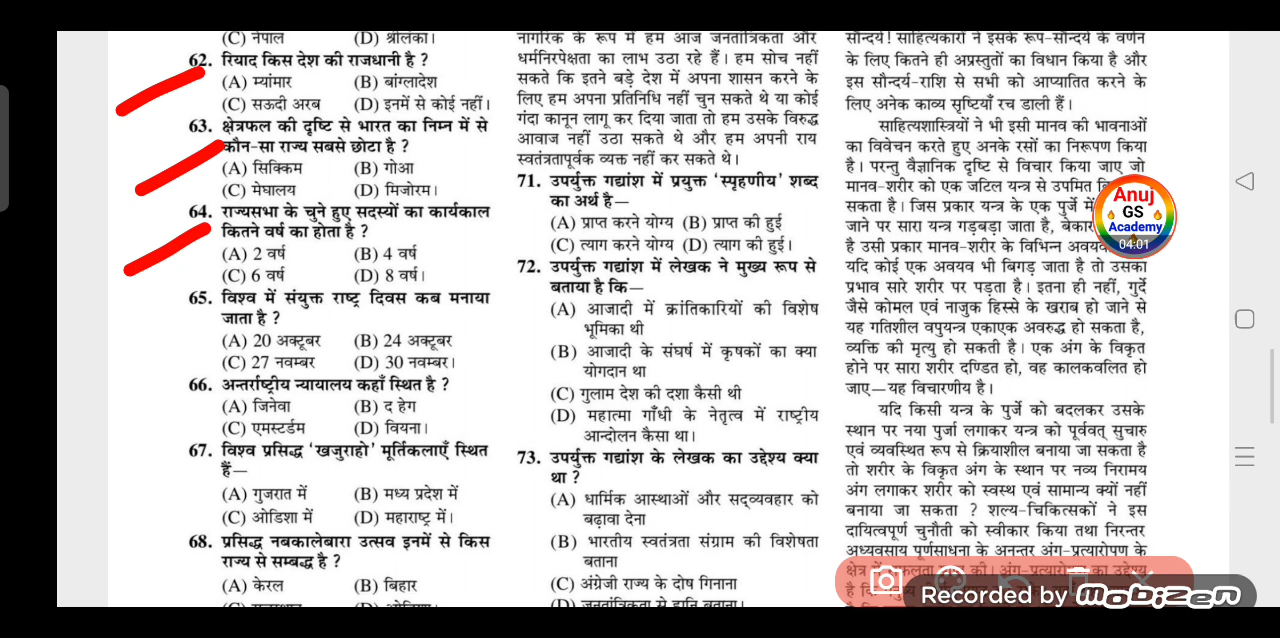 (C) नेपाल (D) श्रीलंका।
62. रियाद किस देश की राजधानी है ?
(A) म्यांमार (B) बांग्लादेश
(C) सऊदी अरब (D) इनमें से कोई नहीं।
63. क्षेत्रफल की दृष्टि से भारत का निम्न में से
कौन-सा राज्य सबसे छोटा है ?
(A) सिक्किम (B) गोआ
(C) मेघालय (D) मिजोरम।
64. राज्यसभा के चुने हुए सदस्यों का कार्यकाल
कितने वर्ष का होता है ?
(A) 2 वर्ष (B) 4 वर्ष
(C) 6 वर्ष (D) 8 वर्ष।
65. विश्व में संयुक्त राष्ट्र दिवस कब मनाया
जाता है ?
(A) 20 अक्टूबर (B) 24 अक्टूबर
(C) 27 नवम्बर (D) 30 नवम्बर।
66. अन्तर्राष्ट्रीय न्यायालय कहाँ स्थित है ?
(A) जिनेवा (B) द हेग
(C) एमस्टर्डम (D) वियना।
67. विश्व प्रसिद्ध ‘खजुराहो’ मूर्तिकलाएँ स्थित
हैं—
(A) गुजरात में (B) मध्य प्रदेश में
(C) ओडिशा में (D) महाराष्ट्र में।
68. प्रसिद्ध नबकालेबारा उत्सव इनमें से किस
राज्य से सम्बद्ध है ?
(A) केरल (B) बिहार
नागरिक के रूप में हम आज जनतांत्रिकता और
धर्मनिरपेक्षता का लाभ उठा रहे हैं। हम सोच नहीं
सकते कि इतने बड़े देश में अपना शासन करने के
लिए हम अपना प्रतिनिधि नहीं चुन सकते थे या कोई
गंदा कानून लागू कर दिया जाता तो हम उसके विरुद्ध
आवाज नहीं उठा सकते थे और हम अपनी राय
स्वतंत्रतापूर्वक व्यक्त नहीं कर सकते थे।
71. उपर्युक्त गद्यांश में प्रयुक्त ‘स्पृहणीय’ शब्द
का अर्थ है—
(A) प्राप्त करने योग्य (B) प्राप्त की हुई
(C) त्याग करने योग्य (D) त्याग की हुई।
72. उपर्युक्त गद्यांश में लेखक ने मुख्य रूप से
बताया है कि—
(A) आजादी में क्रांतिकारियों की विशेष
भूमिका थी
(B) आजादी के संघर्ष में कृषकों का क्या
योगदान था
(C) गुलाम देश की दशा कैसी थी
(D) महात्मा गाँधी के नेतृत्व में राष्ट्रीय
आन्दोलन कैसा था।
73. उपर्युक्त गद्यांश के लेखक का उद्देश्य क्या
था ?
(A) धार्मिक आस्थाओं और सद्व्यवहार को
बढ़ावा देना
(B) भारतीय स्वतंत्रता संग्राम की विशेषता
बताना
(C) अंग्रेजी राज्य के दोष गिनाना
(D) जनतांत्रिकता से हानि बताना।
सौन्दर्य ! साहित्यकारों ने इसके रूप-सौन्दर्य के वर्णन
के लिए कितने ही अप्रस्तुतों का विधान किया है और
इस सौन्दर्य-राशि से सभी को आप्यातित करने के
लिए अनेक काव्य सृष्टियाँ रच डाली हैं।
साहित्यशास्त्रियों ने भी इसी मानव की भावनाओं
का विवेचन करते हुए अनके रसों का निरूपण किया
है। परन्तु वैज्ञानिक दृष्टि से विचार किया जाए जो
मानव-शरीर को एक जटिल यन्त्र से उपमित
सकता है। जिस प्रकार यन्त्र के एक पुर्जे में
जाने पर सारा यन्त्र गड़बड़ा जाता है, बेकार
है उसी प्रकार मानव-शरीर के विभिन्न
यदि कोई एक अवयव भी बिगड़ जाता है तो उसका
प्रभाव सारे शरीर पर पड़ता है। इतना ही नहीं, गुर्दे
जैसे कोमल एवं नाजुक हिस्से के खराब हो जाने से
यह गतिशील वपुयन्त्र एकाएक अवरुद्ध हो सकता है,
व्यक्ति की मृत्यु हो सकती है। एक अंग के विकृत
होने पर सारा शरीर दण्डित हो, वह कालकवलित हो
जाए—यह विचारणीय है।
यदि किसी यन्त्र के पुर्जे को बदलकर उसके
स्थान पर नया पुर्जा लगाकर यन्त्र को पूर्ववत् सुचारु
एवं व्यवस्थित रूप से क्रियाशील बनाया जा सकता है
तो शरीर के विकृत अंग के स्थान पर नव्य निरामय
अंग लगाकर शरीर को स्वस्थ एवं सामान्य क्यों नहीं
बनाया जा सकता ? शल्य-चिकित्सकों ने इस
दायित्वपूर्ण चुनौती को स्वीकार किया तथा निरन्तर
अध्यवसाय पूर्णसाधना के अनन्तर अंग-प्रत्यारोपण के
Anuj
GS
Academy
04:01
Recorded by mobizen